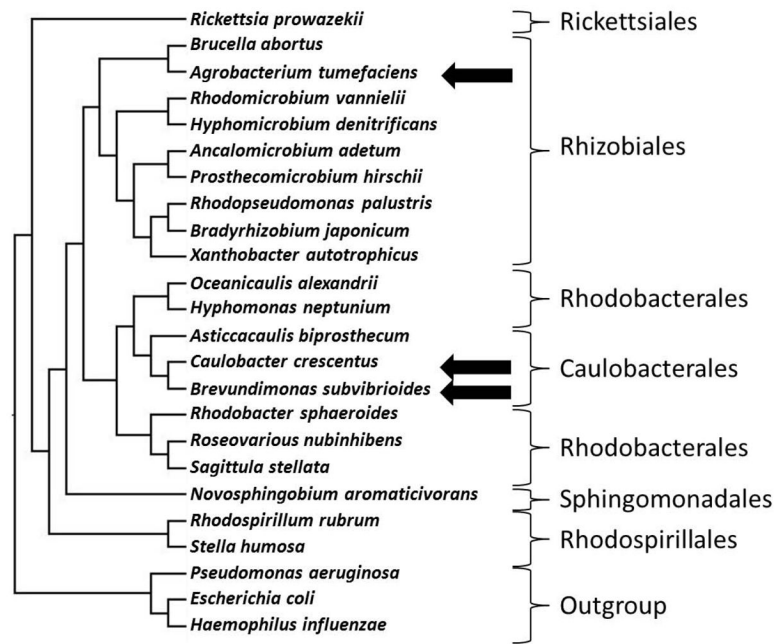 Rickettsia prowazekii
Rickettsiales
Brucella abortus
Agrobacterium tumefaciens
Rhodomicrobium vannielii
Hyphomicrobium denitrificans
Ancalomicrobium adetum
Rhizobiales
Prosthecomicrobium hirschii
Rhodopseudomonas palustris
Bradyrhizobium japonicum
Xanthobacter autotrophicus
Oceanicaulis alexandrii
Rhodobacterales
Hyphomonas neptunium
Asticcacaulis biprosthecum
Caulobacter crescentus
Caulobacterales
Brevundimonas subvibrioides
Rhodobacter sphaeroides
Roseovarious nubinhibens
Rhodobacterales
Sagittula stellata
Novosphingobium aromaticivorans
Sphingomonadales
Rhodospirillum rubrum
Rhodospirillales
Stella humosa
Pseudomonas aeruginosa
Escherichia coli
Outgroup
Haemophilus influenzae